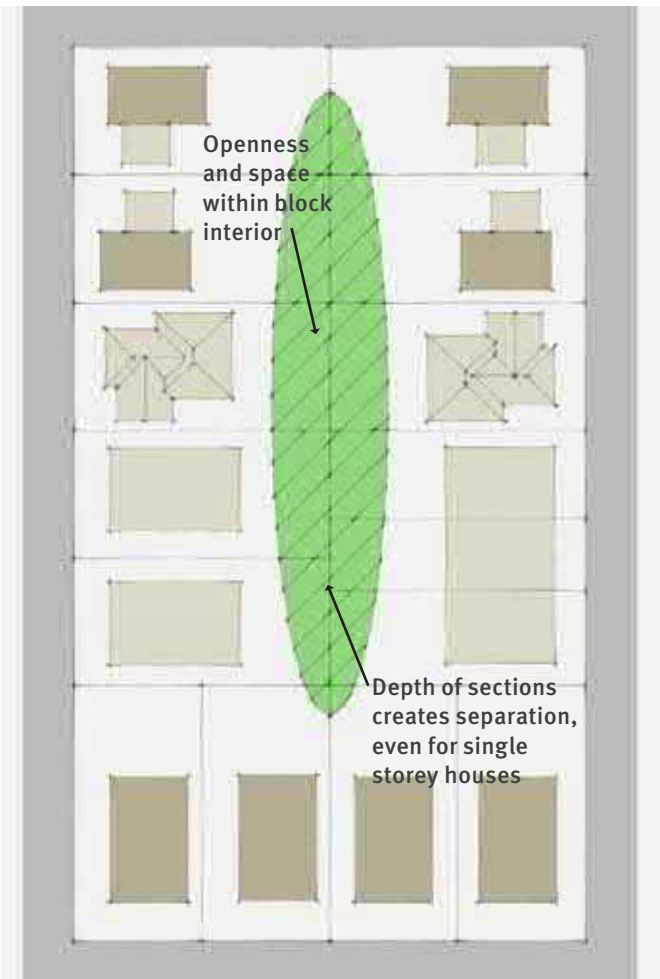 Openness
and space
within block
interior
Depth of sections
creates separation,
even for single
storey houses